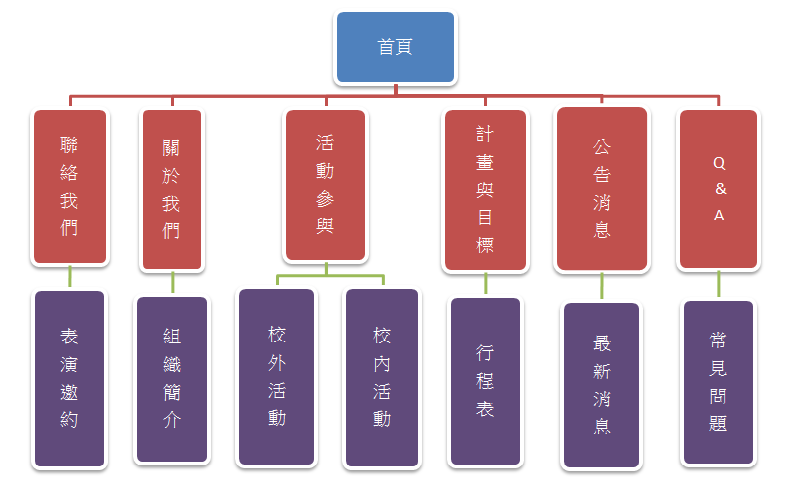 首頁
聯絡我們
關於我們
活動參與
計畫與目標
公告消息
Q&A
表演邀約
組織簡介
校外活動
校內活動
行程表
最新消息
常見問題